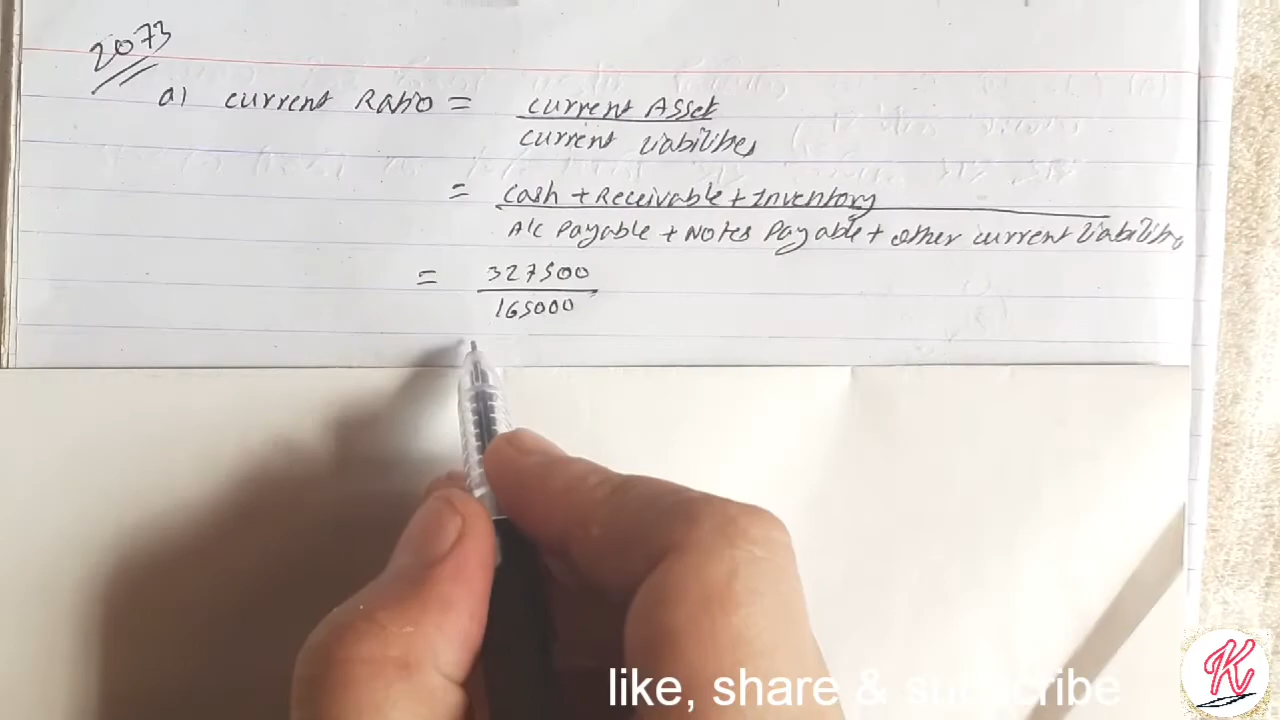 2073
a) current Ratio = current Asset
current liabilities
= cash + Receivable + Inventory
A/c Payable + Notes Payable + other current liabilities
= 327500
165000
like, share & subscribe
K